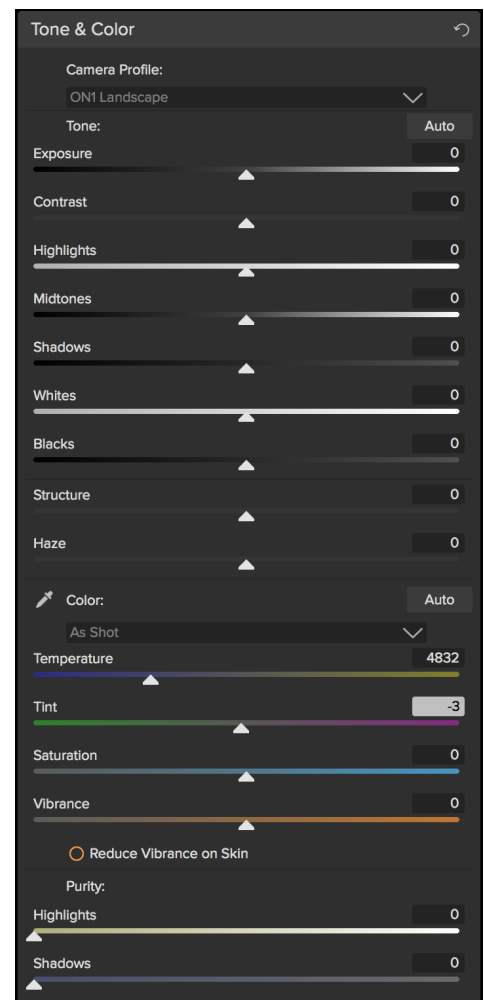 Tone & Color
Camera Profile:
ON1 Landscape
Tone: Auto
Exposure 0
Contrast 0
Highlights 0
Midtones 0
Shadows 0
Whites 0
Blacks 0
Structure 0
Haze 0
Color: Auto
As Shot
Temperature 4832
Tint -3
Saturation 0
Vibrance 0
Reduce Vibrance on Skin
Purity:
Highlights 0
Shadows 0